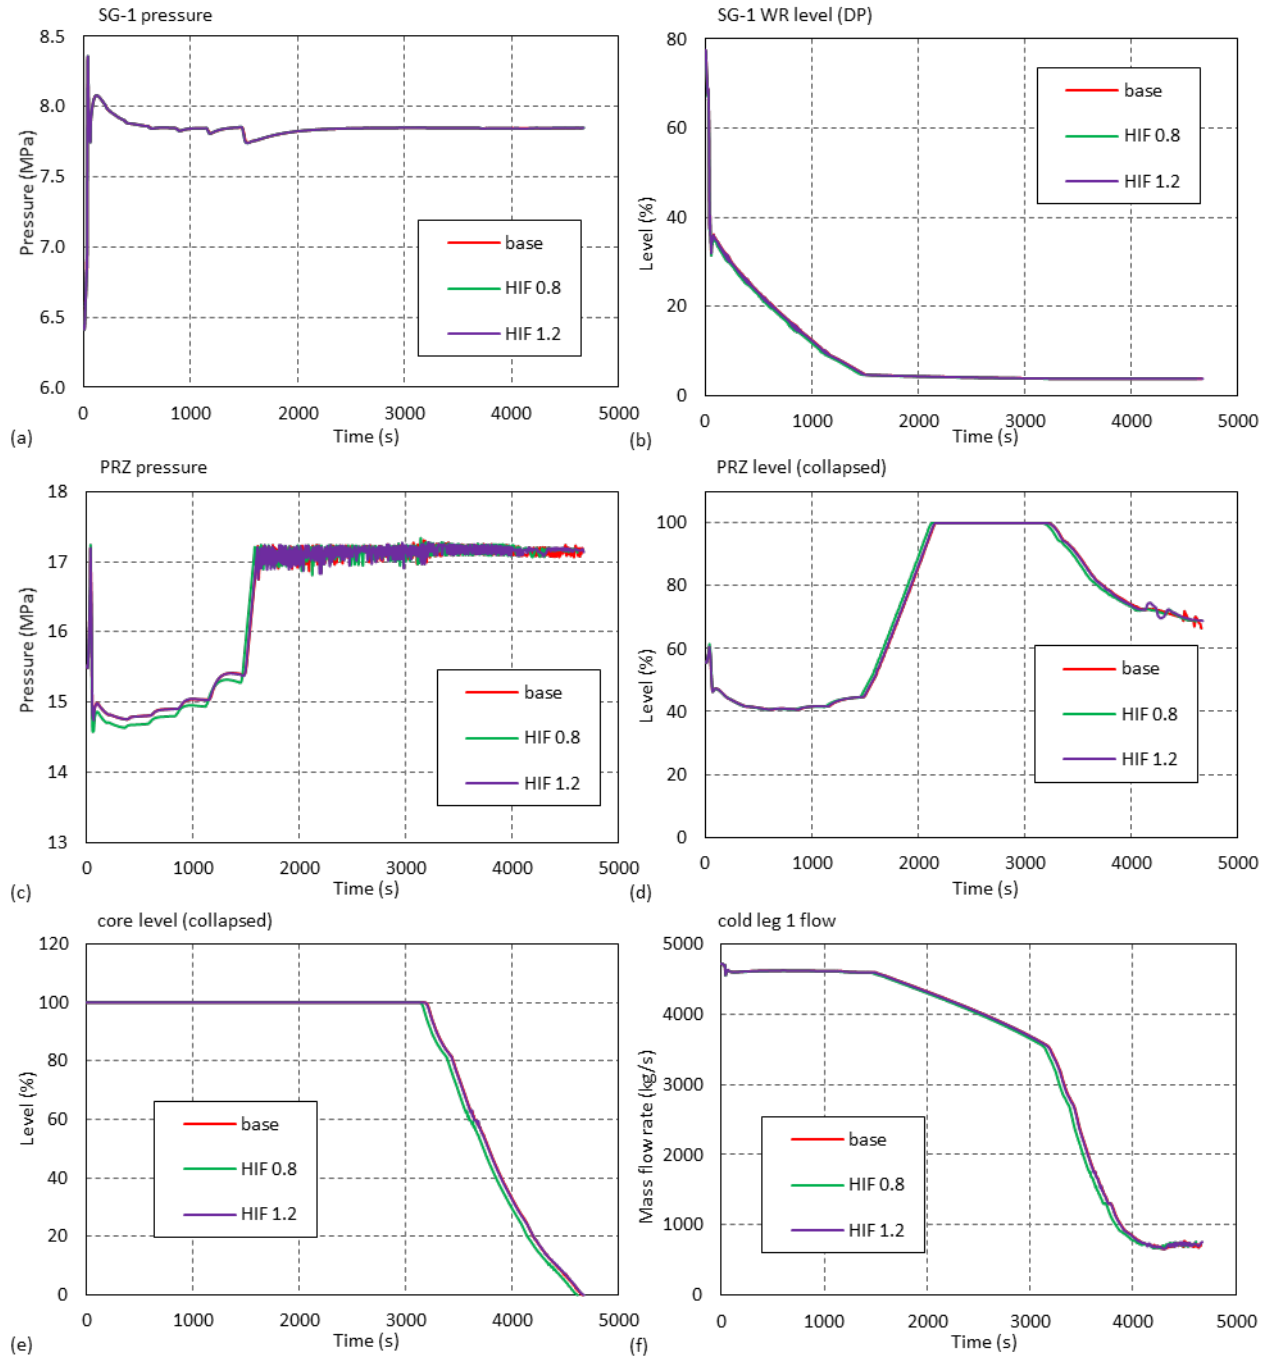 SG-1 pressure
8.5
8.0
7.5
7.0
6.5
6.0
Pressure (MPa)
base
HIF 0.8
HIF 1.2
0
1000
2000
3000
4000
5000
Time (s)
(a)
SG-1 WR level (DP)
80
60
40
20
0
Level (%)
base
HIF 0.8
HIF 1.2
0
1000
2000
3000
4000
5000
Time (s)
(b)
PRZ pressure
18
17
16
15
14
13
Pressure (MPa)
base
HIF 0.8
HIF 1.2
0
1000
2000
3000
4000
5000
Time (s)
(c)
PRZ level (collapsed)
100
80
60
40
20
0
Level (%)
base
HIF 0.8
HIF 1.2
0
1000
2000
3000
4000
5000
Time (s)
(d)
core level (collapsed)
120
100
80
60
40
20
0
Level (%)
base
HIF 0.8
HIF 1.2
0
1000
2000
3000
4000
5000
Time (s)
(e)
cold leg 1 flow
5000
4000
3000
2000
1000
0
Mass flow rate (kg/s)
base
HIF 0.8
HIF 1.2
0
1000
2000
3000
4000
5000
Time (s)
(f)